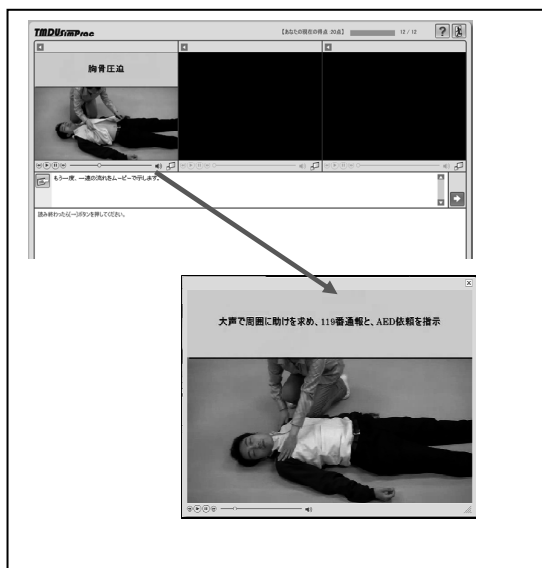 TMDUSimPrac
【あなたの現在の得点 20点】 12 / 12
?
胸骨圧迫
もう一度、一連の流れをムービーで示します。
読み終わったら[→]ボタンを押してください。
大声で周囲に助けを求め、119番通報と、AED依頼を指示